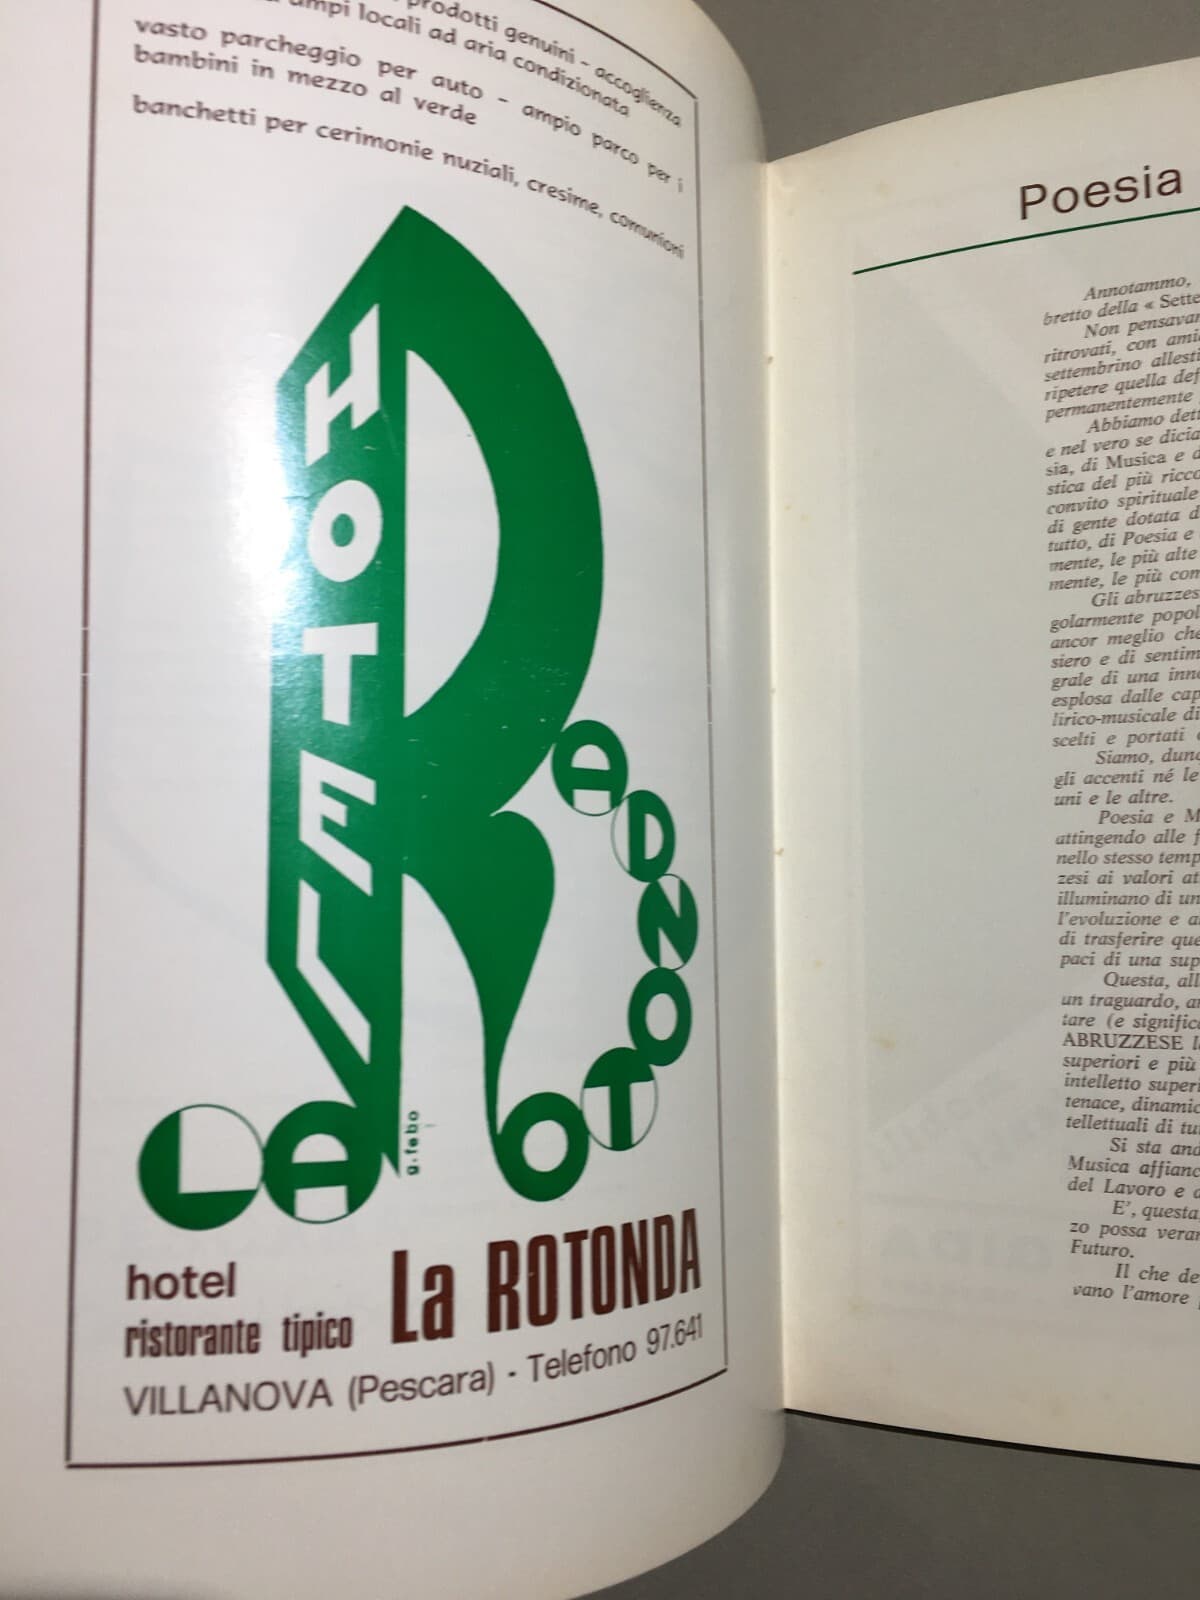 prodotti genuini - accoglienza
ampi locali ad aria condizionata
vasto parcheggio per auto - ampio parco per i
bambini in mezzo al verde
banchetti per cerimonie nuziali, cresime, comunioni
HOTEL
LA ROTONDA
g.febo
hotel
ristorante tipico La ROTONDA
VILLANOVA (Pescara) - Telefono 97.641
Poesia
Annotammo,
bretto della « Sette
Non pensavan
ritrovati, con ami
settembrino allesti
ripetere quella def
permanentemente
Abbiamo dett
e nel vero se dicia
sia, di Musica e d
stica del più ricco
convito spirituale
di gente dotata d
tutto, di Poesia e
mente, le più alte
mente, le più com
Gli abruzzes
golarmente popol
ancor meglio che
siero e di sentim
grale di una inno
esplosa dalle cap
lirico-musicale di
scelti e portati
Siamo, dunq
gli accenti né le
uni e le altre.
Poesia e M
attingendo alle f
nello stesso temp
zesi ai valori at
illuminano di un
l'evoluzione e a
di trasferire que
paci di una sup
Questa, all
un traguardo, an
tare (e signific
ABRUZZESE l
superiori e più
intelletto superi
tenace, dinamic
tellettuali di tu
Si sta and
Musica affianc
del Lavoro e d
E', questa,
zo possa verar
Futuro.
Il che de
vano l'amore